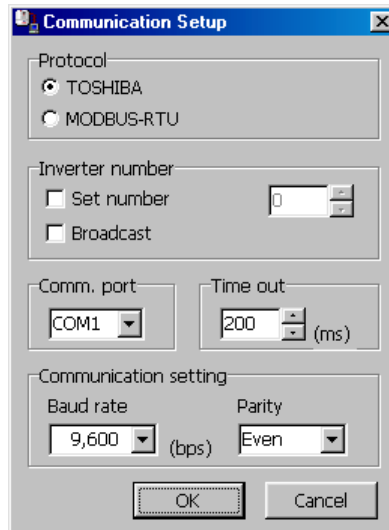 Communication Setup
Protocol
TOSHIBA
MODBUS-RTU
Inverter number
Set number
0
Broadcast
Comm. port
Time out
COM1
200
(ms)
Communication setting
Baud rate
Parity
9,600
(bps)
Even
OK
Cancel